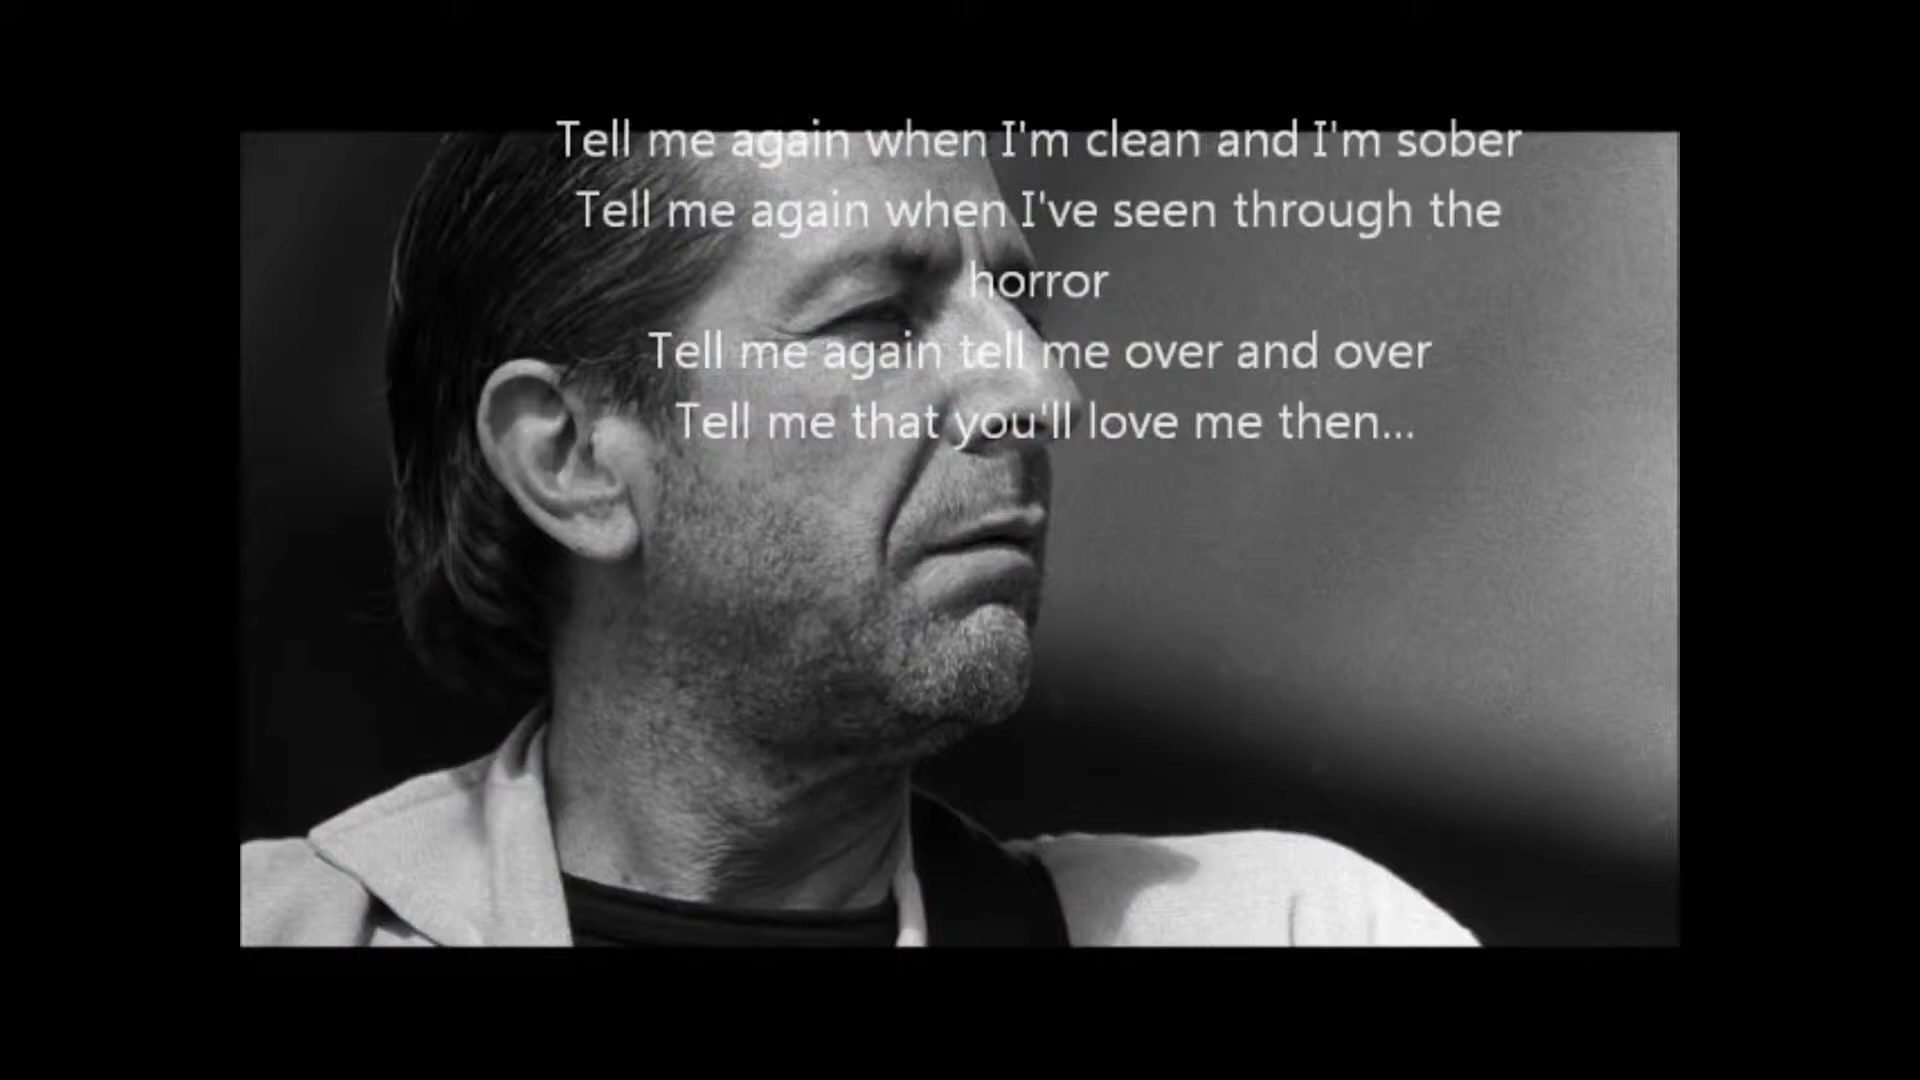 Tell me again when I'm clean and I'm sober
Tell me again when I've seen through the
horror
Tell me again tell me over and over
Tell me that you'll love me then...